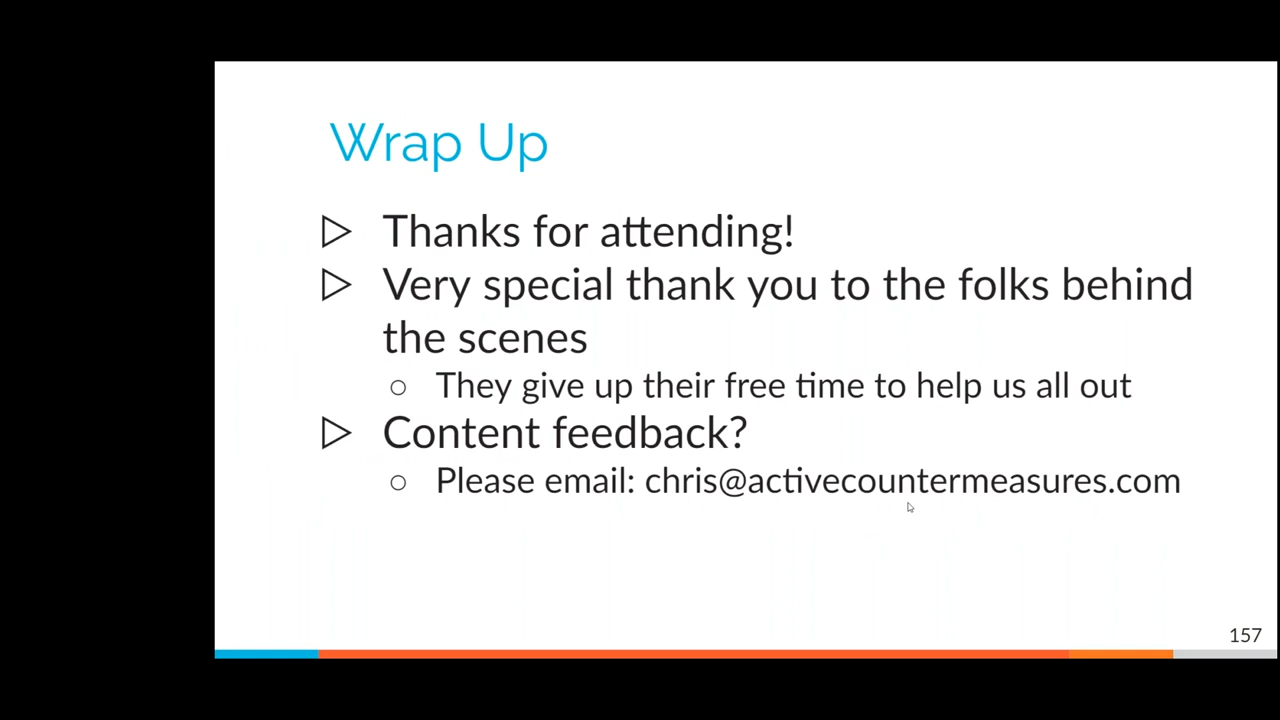 Wrap Up
Thanks for attending!
Very special thank you to the folks behind
the scenes
They give up their free time to help us all out
Content feedback?
Please email: chris@activecountermeasures.com
157